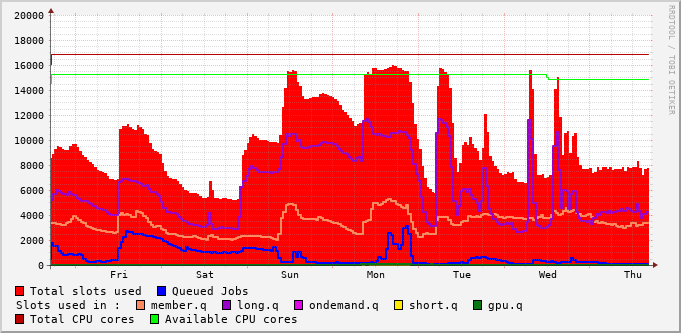 20000
18000
16000
14000
12000
10000
8000
6000
4000
2000
0
Fri Sat Sun Mon Tue Wed Thu
RRDTOOL / TOBI OETIKER
Total slots used Queued Jobs
Slots used in : member.q long.q ondemand.q short.q gpu.q
Total CPU cores Available CPU cores